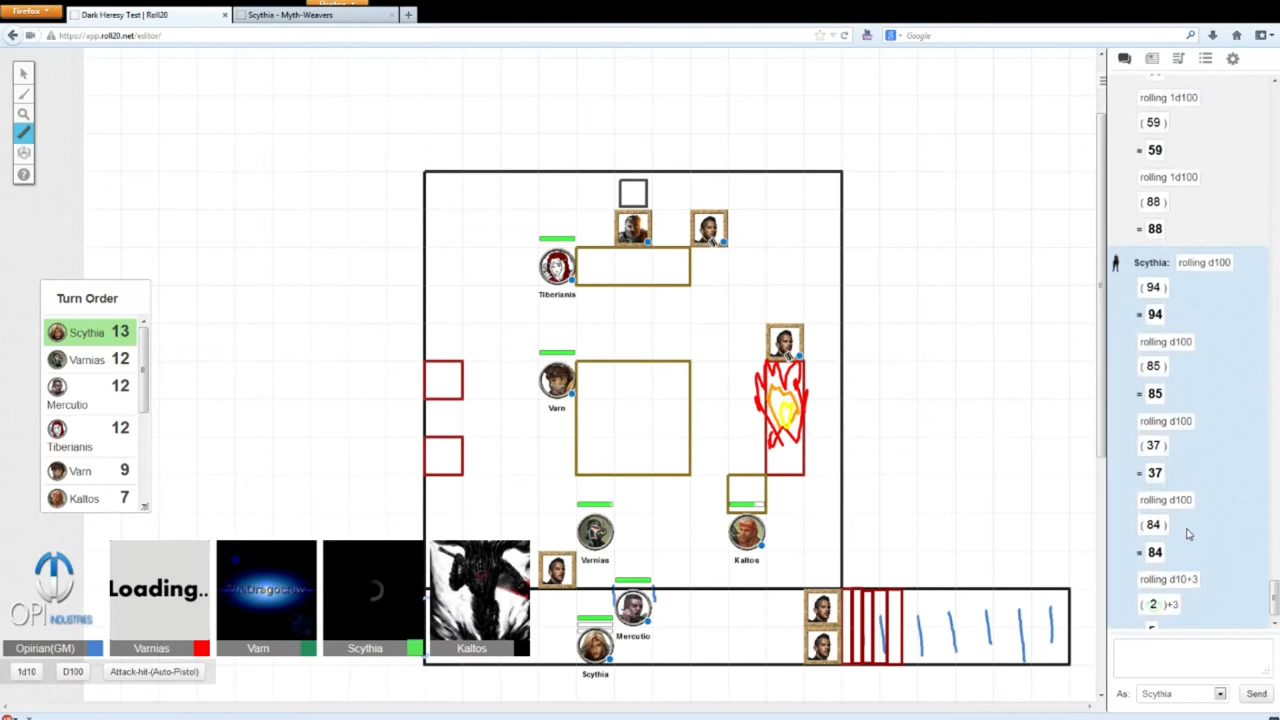 Firefox
Firefox
Dark Heresy Test | Roll20
Scythia - Myth-Weavers
https://app.roll20.net/editor/
Google
rolling 1d100
( 59 )
= 59
rolling 1d100
( 88 )
= 88
Scythia: rolling d100
( 94 )
= 94
rolling d100
( 85 )
= 85
rolling d100
( 37 )
= 37
rolling d100
( 84 )
= 84
rolling d10+3
( 2 )+3
As: Scythia
Send
Turn Order
Scythia 13
Varnias 12
12
Mercutio
12
Tiberianis
Varn 9
Kaltos 7
Tiberianis
Varn
Varnias
Kaltos
Mercutio
Scythia
OPI
INDUSTRIES
Loading..
Opirian(GM)
Varnias
Varn
Scythia
Kaltos
1d10
D100
Attack-hit-(Auto-Pistol)